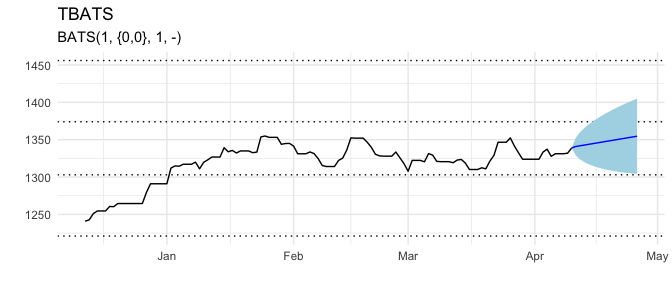 TBATS
BATS(1, {0,0}, 1, -)
1450
1400
1350
1300
1250
Jan Feb Mar Apr May